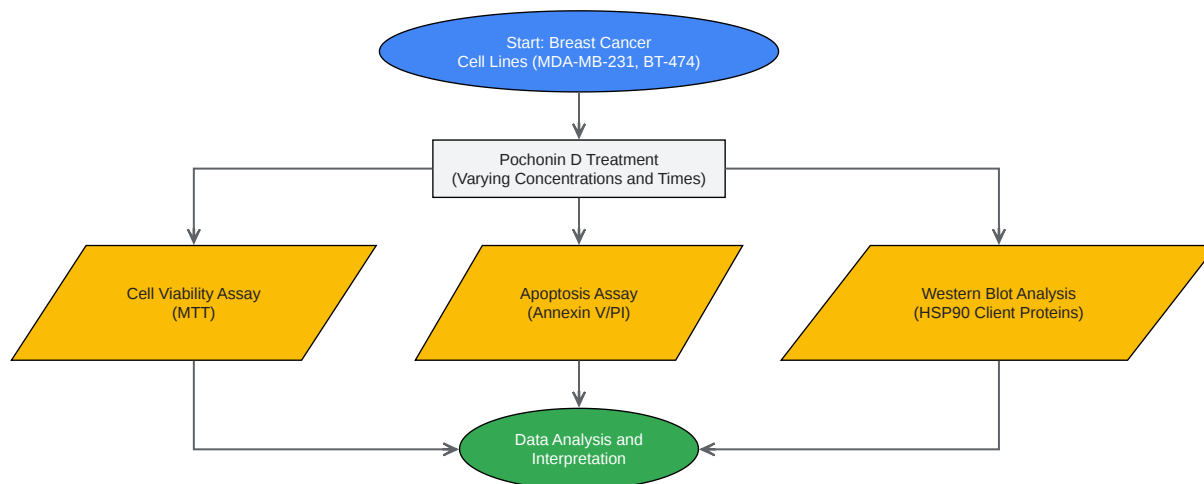 Start: Breast Cancer
Cell Lines (MDA-MB-231, BT-474)
Pochonin D Treatment
(Varying Concentrations and Times)
Cell Viability Assay
(MTT)
Apoptosis Assay
(Annexin V/PI)
Western Blot Analysis
(HSP90 Client Proteins)
Data Analysis and
Interpretation